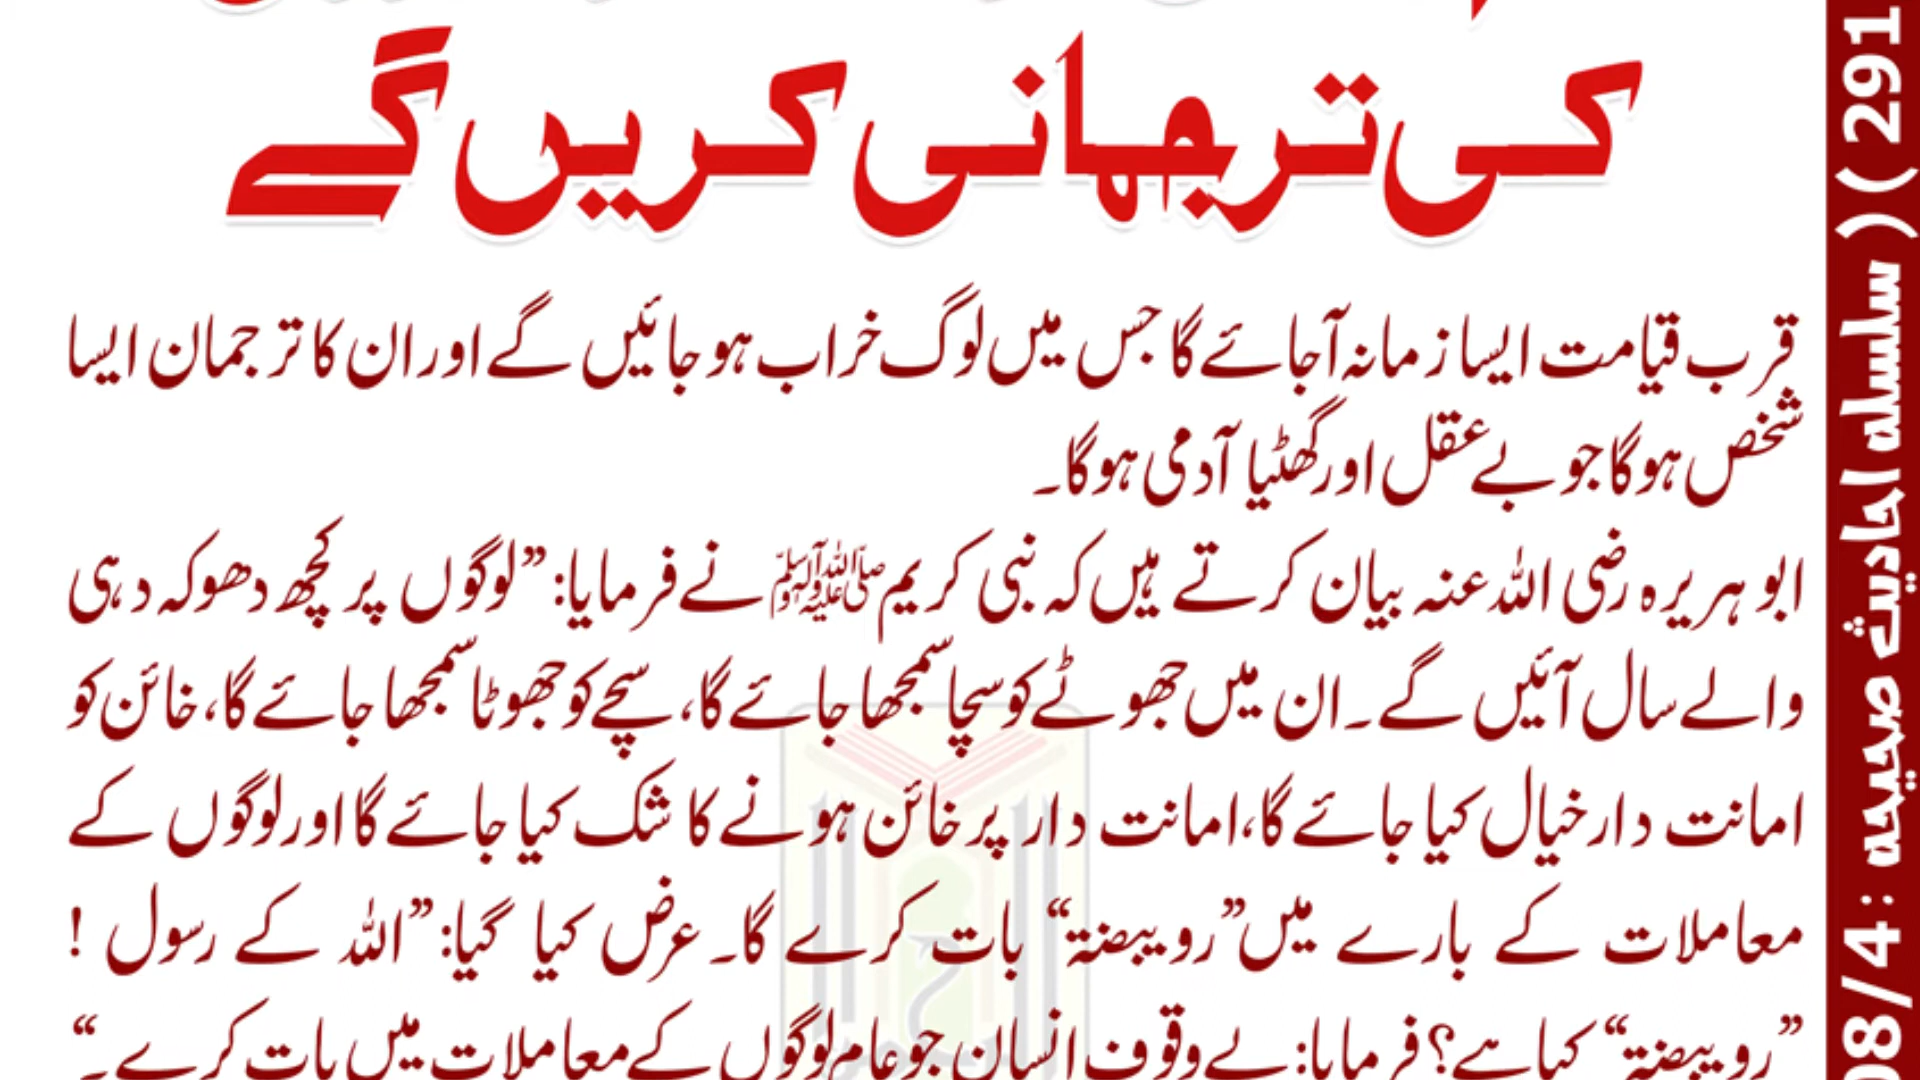 کی ترجمانی کریں گے
قرب قیامت ایسا زمانہ آجائے گا جس میں لوگ خراب ہو جائیں گے اور ان کا ترجمان ایسا
شخص ہوگا جو بے عقل اور گھٹیا آدمی ہوگا۔
ابو ہریرہ رضی اللہ عنہ بیان کرتے ہیں کہ نبی کریم ﷺ نے فرمایا: ”لوگوں پر کچھ دھوکہ دہی
والے سال آئیں گے۔ ان میں جھوٹے کو سچا سمجھا جائے گا، سچے کو جھوٹا سمجھا جائے گا، خائن کو
امانت دار خیال کیا جائے گا، امانت دار پر خائن ہونے کا شک کیا جائے گا اور لوگوں کے
معاملات کے بارے میں ”رویبضۃ“ بات کرے گا۔ عرض کیا گیا: ”اللہ کے رسول !
”رویبضۃ“ کیا ہے؟ فرمایا: بے وقوف انسان جو عام لوگوں کے معاملات میں بات کرے۔“
291 ) ( سلسلہ احادیث صحیحہ : 08/4